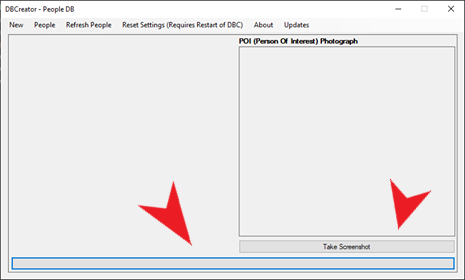 DBCreator - People DB
New People Refresh People Reset Settings (Requires Restart of DBC) About Updates
POI (Person Of Interest) Photograph
Take Screenshot